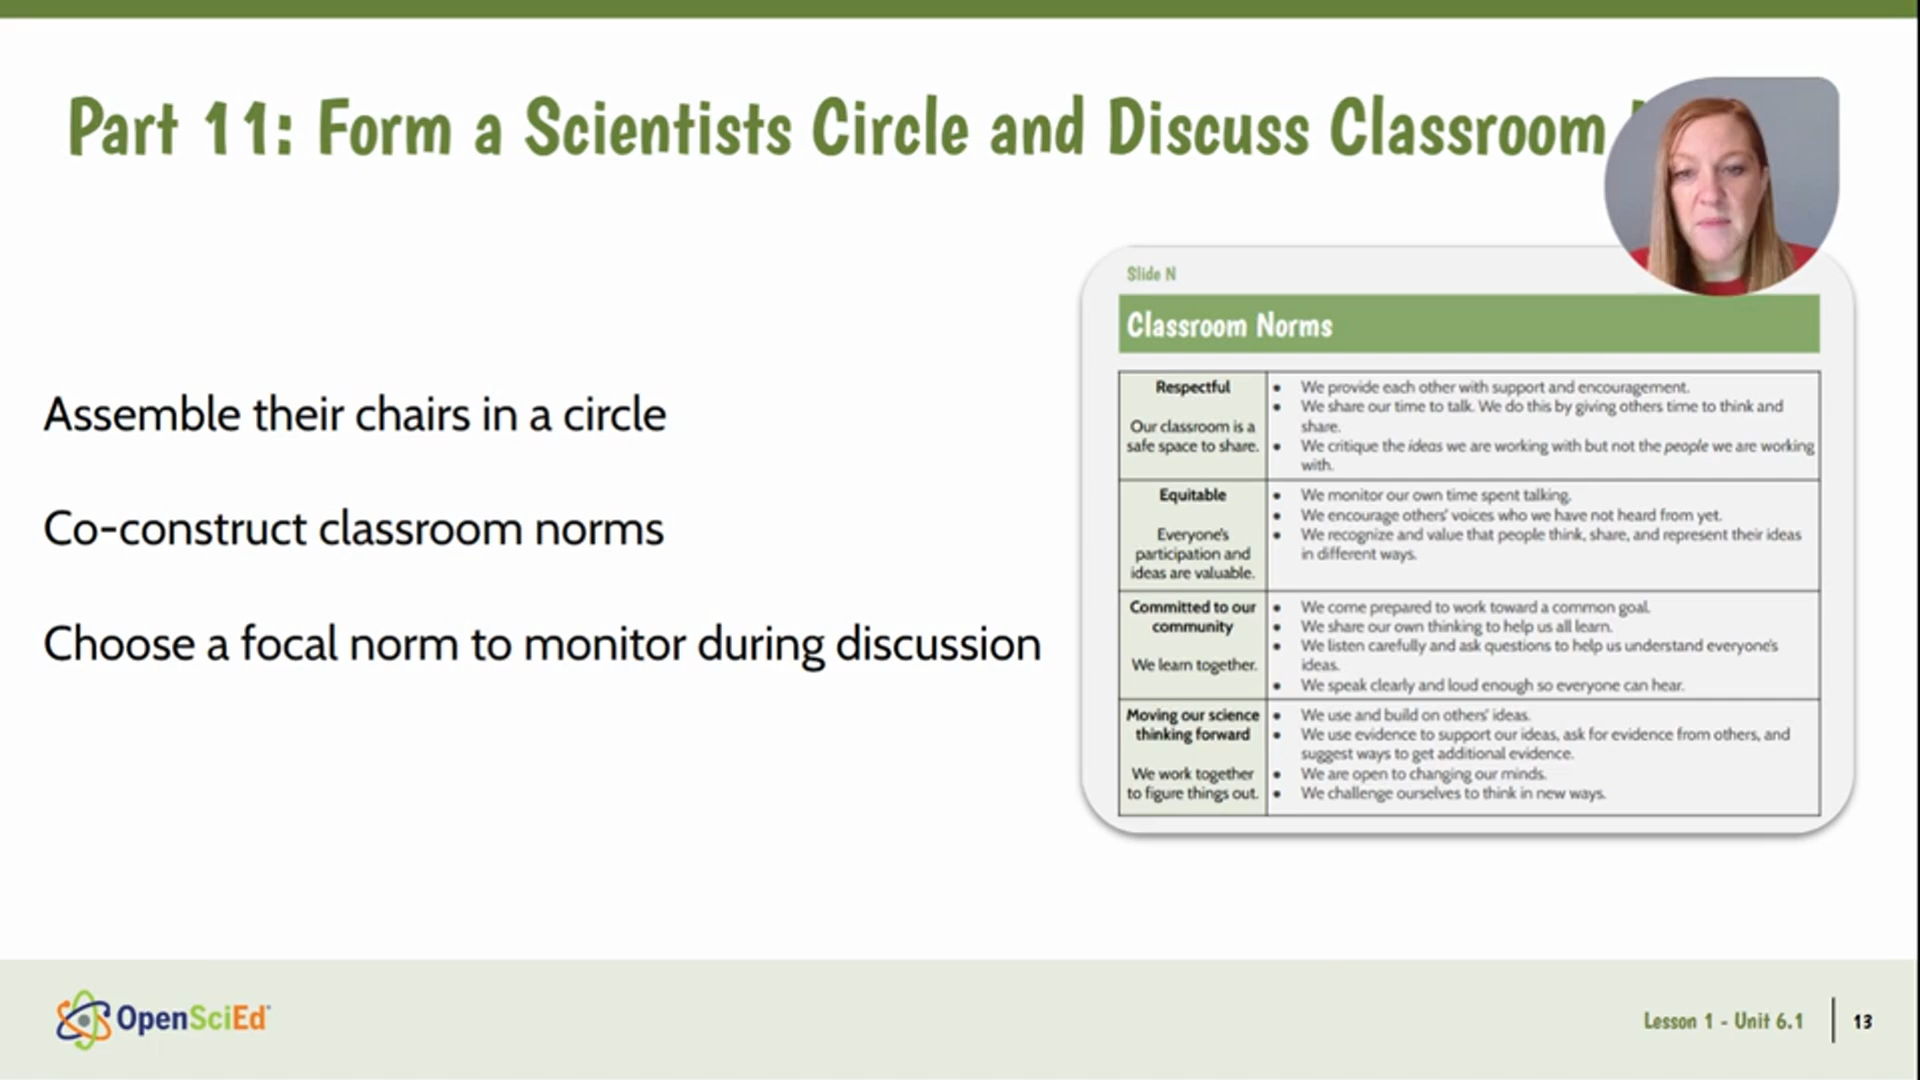 Part 11: Form a Scientists Circle and Discuss Classroom
Assemble their chairs in a circle
Co-construct classroom norms
Choose a focal norm to monitor during discussion
Slide N
Classroom Norms
Respectful
Our classroom is a
safe space to share.
• We provide each other with support and encouragement.
• We share our time to talk. We do this by giving others time to think and
share.
• We critique the ideas we are working with but not the people we are working
with.
Equitable
Everyone's
participation and
ideas are valuable.
• We monitor our own time spent talking.
• We encourage others' voices who we have not heard from yet.
• We recognize and value that people think, share, and represent their ideas
in different ways.
Committed to our
community
We learn together.
• We come prepared to work toward a common goal.
• We share our own thinking to help us all learn.
• We listen carefully and ask questions to help us understand everyone's
ideas.
• We speak clearly and loud enough so everyone can hear.
Moving our science
thinking forward
We work together
to figure things out.
• We use and build on others' ideas.
• We use evidence to support our ideas, ask for evidence from others, and
suggest ways to get additional evidence.
• We are open to changing our minds.
• We challenge ourselves to think in new ways.
OpenSciEd
Lesson 1 - Unit 6.1
13